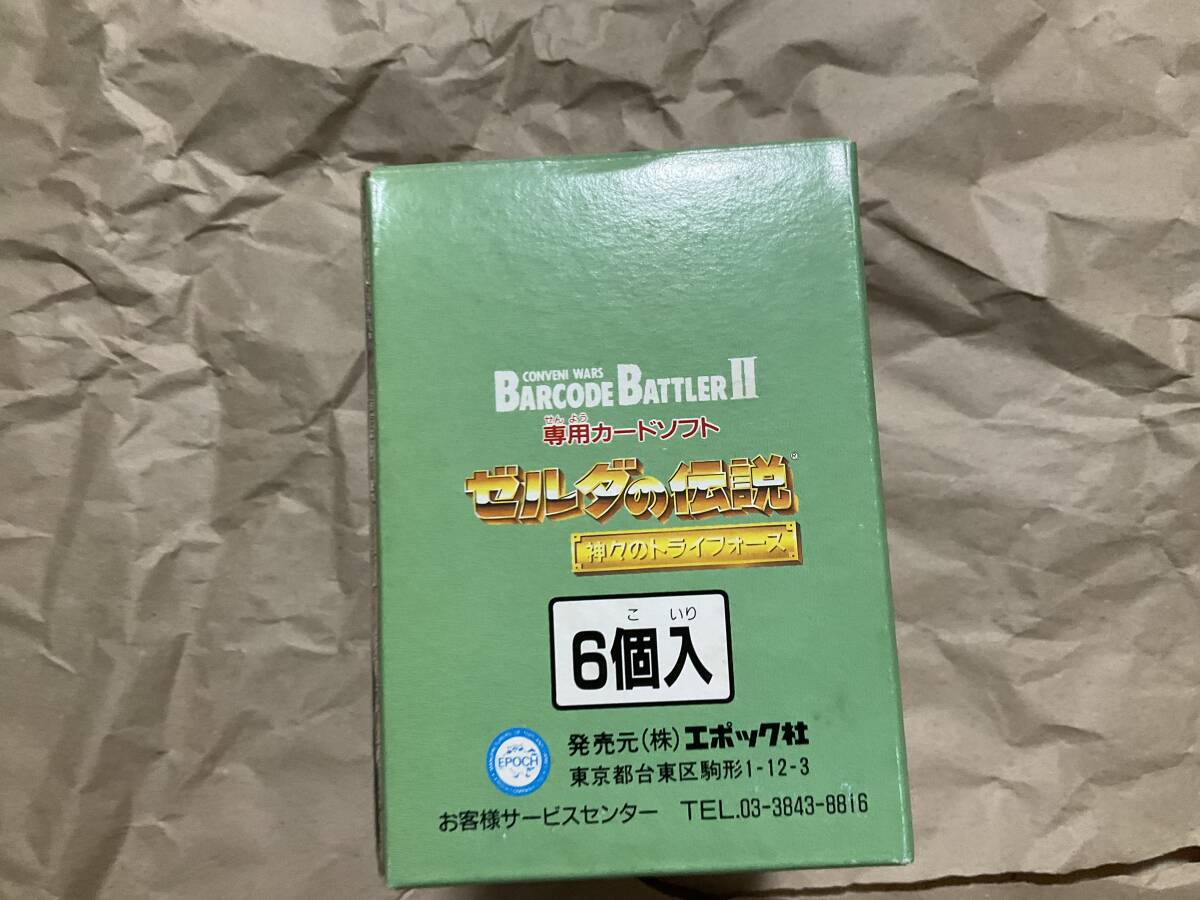 CONVENI WARS
BARCODE BATTLER II
せんよう
専用カードソフト
ゼルダの伝説®
神々のトライフォース
こ いり
6個入
EPOCH
発売元(株)エポック社
東京都台東区駒形1-12-3
お客様サービスセンター TEL.03-3843-8816